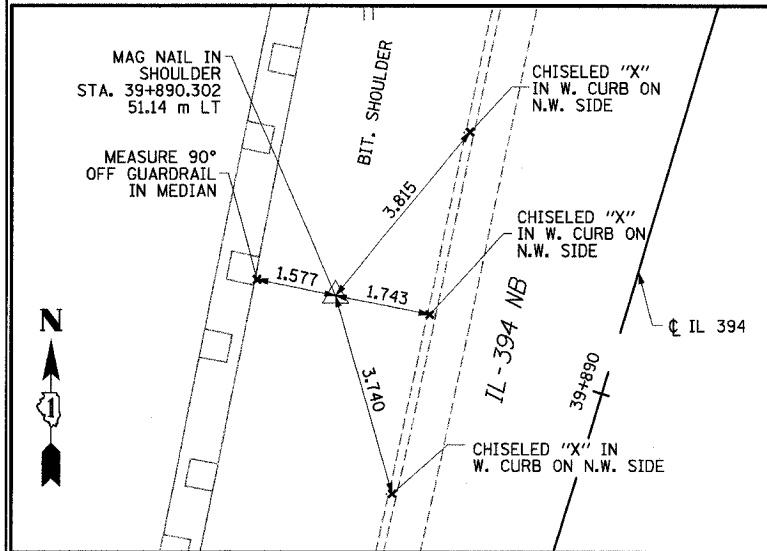 MAG NAIL IN
SHOULDER
STA. 39+890.302
51.14 m LT
MEASURE 90°
OFF GUARDRAIL
IN MEDIAN
BIT. SHOULDER
CHISELED "X"
IN W. CURB ON
N.W. SIDE
3.815
CHISELED "X"
IN W. CURB ON
N.W. SIDE
1.577
1.743
3.740
IL-394 NB
℄ IL 394
39+890
N
1
CHISELED "X" IN
W. CURB ON N.W. SIDE